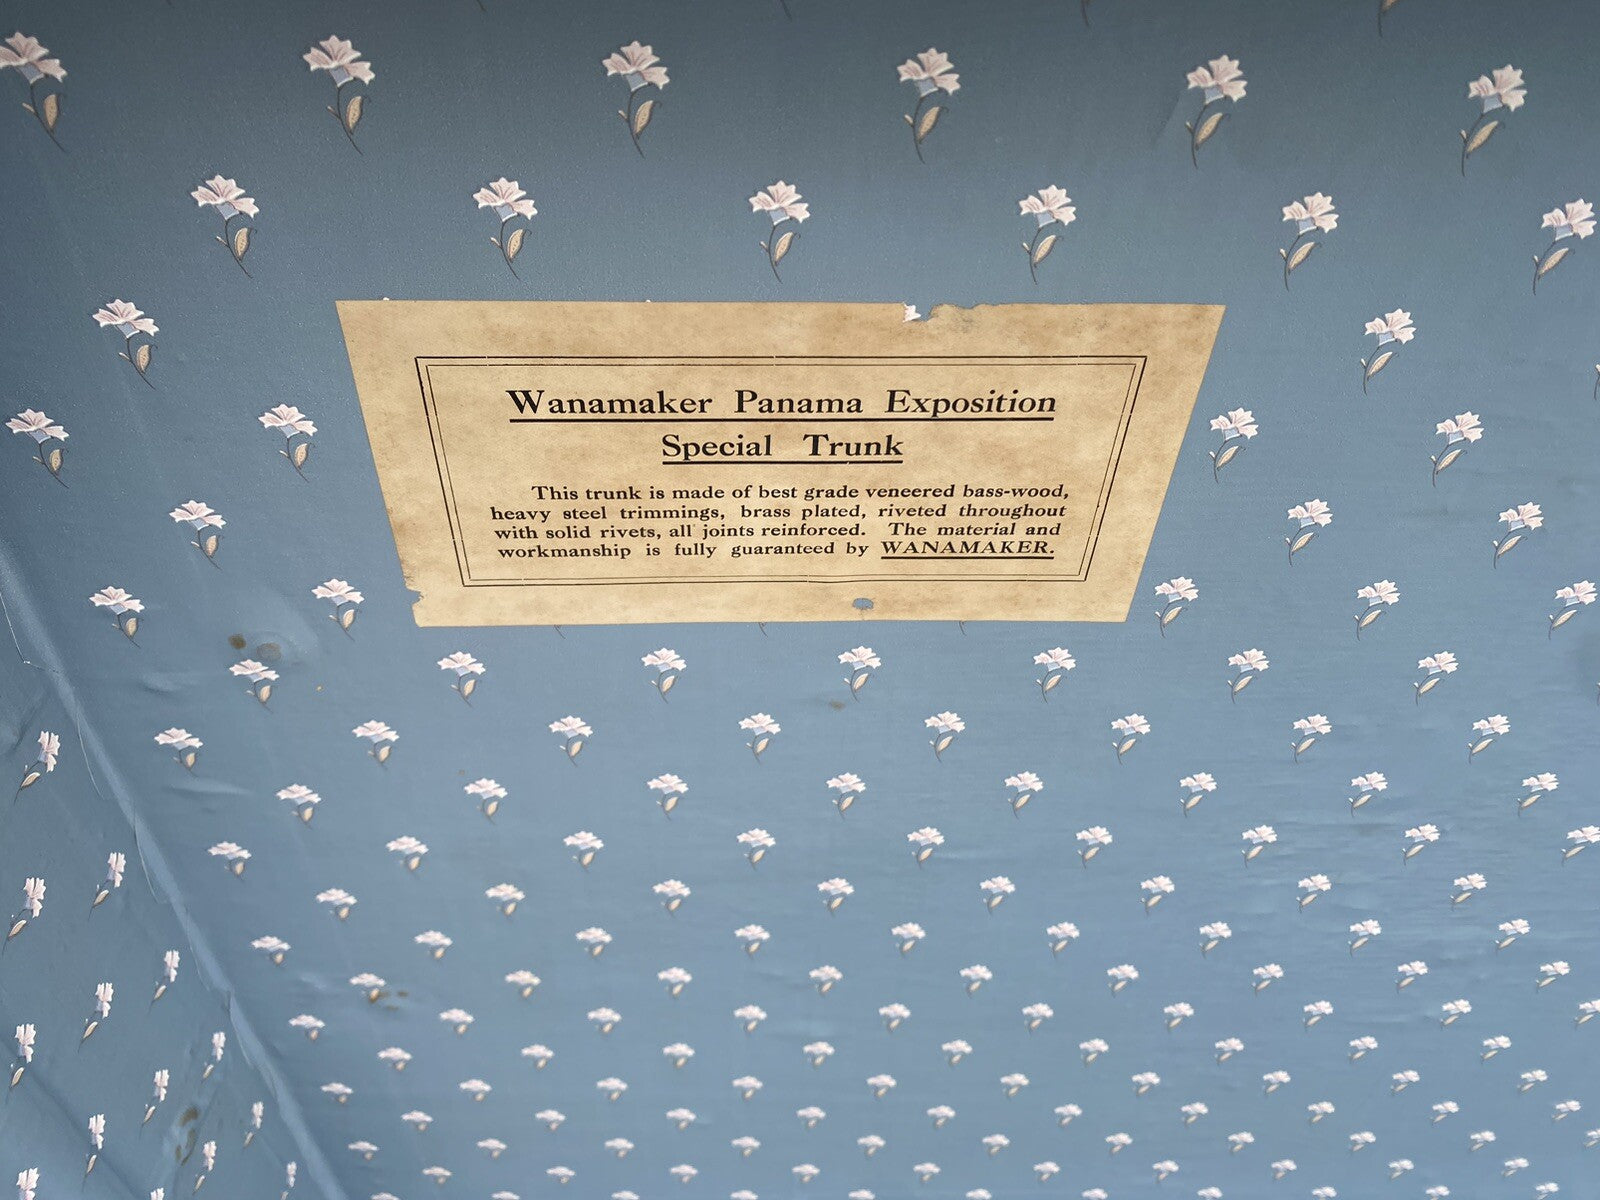 Wanamaker Panama Exposition
Special Trunk
This trunk is made of best grade veneered bass-wood,
heavy steel trimmings, brass plated, riveted throughout
with solid rivets, all joints reinforced. The material and
workmanship is fully guaranteed by WANAMAKER.